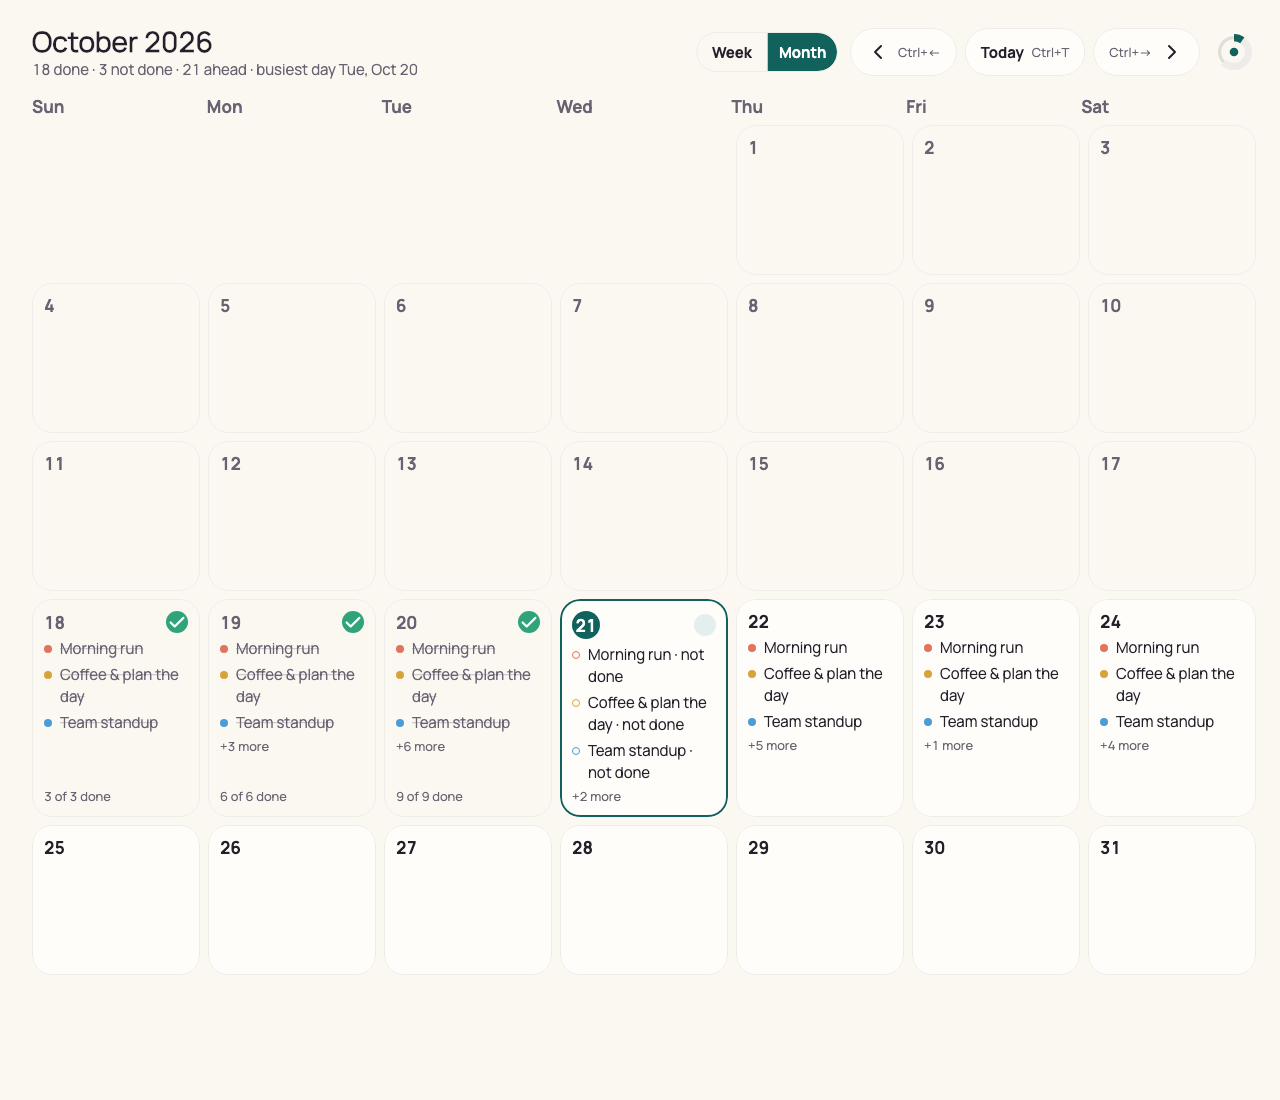 October 2026
18 done · 3 not done · 21 ahead · busiest day Tue, Oct 20
Week
Month
Ctrl+←
Today Ctrl+T
Ctrl+→
Sun Mon Tue Wed Thu Fri Sat
1 2 3
4 5 6 7 8 9 10
11 12 13 14 15 16 17
18
Morning run
Coffee & plan the
day
Team standup
3 of 3 done
19
Morning run
Coffee & plan the
day
Team standup
+3 more
6 of 6 done
20
Morning run
Coffee & plan the
day
Team standup
+6 more
9 of 9 done
21
Morning run · not
done
Coffee & plan the
day · not done
Team standup ·
not done
+2 more
22
Morning run
Coffee & plan the
day
Team standup
+5 more
23
Morning run
Coffee & plan the
day
Team standup
+1 more
24
Morning run
Coffee & plan the
day
Team standup
+4 more
25 26 27 28 29 30 31